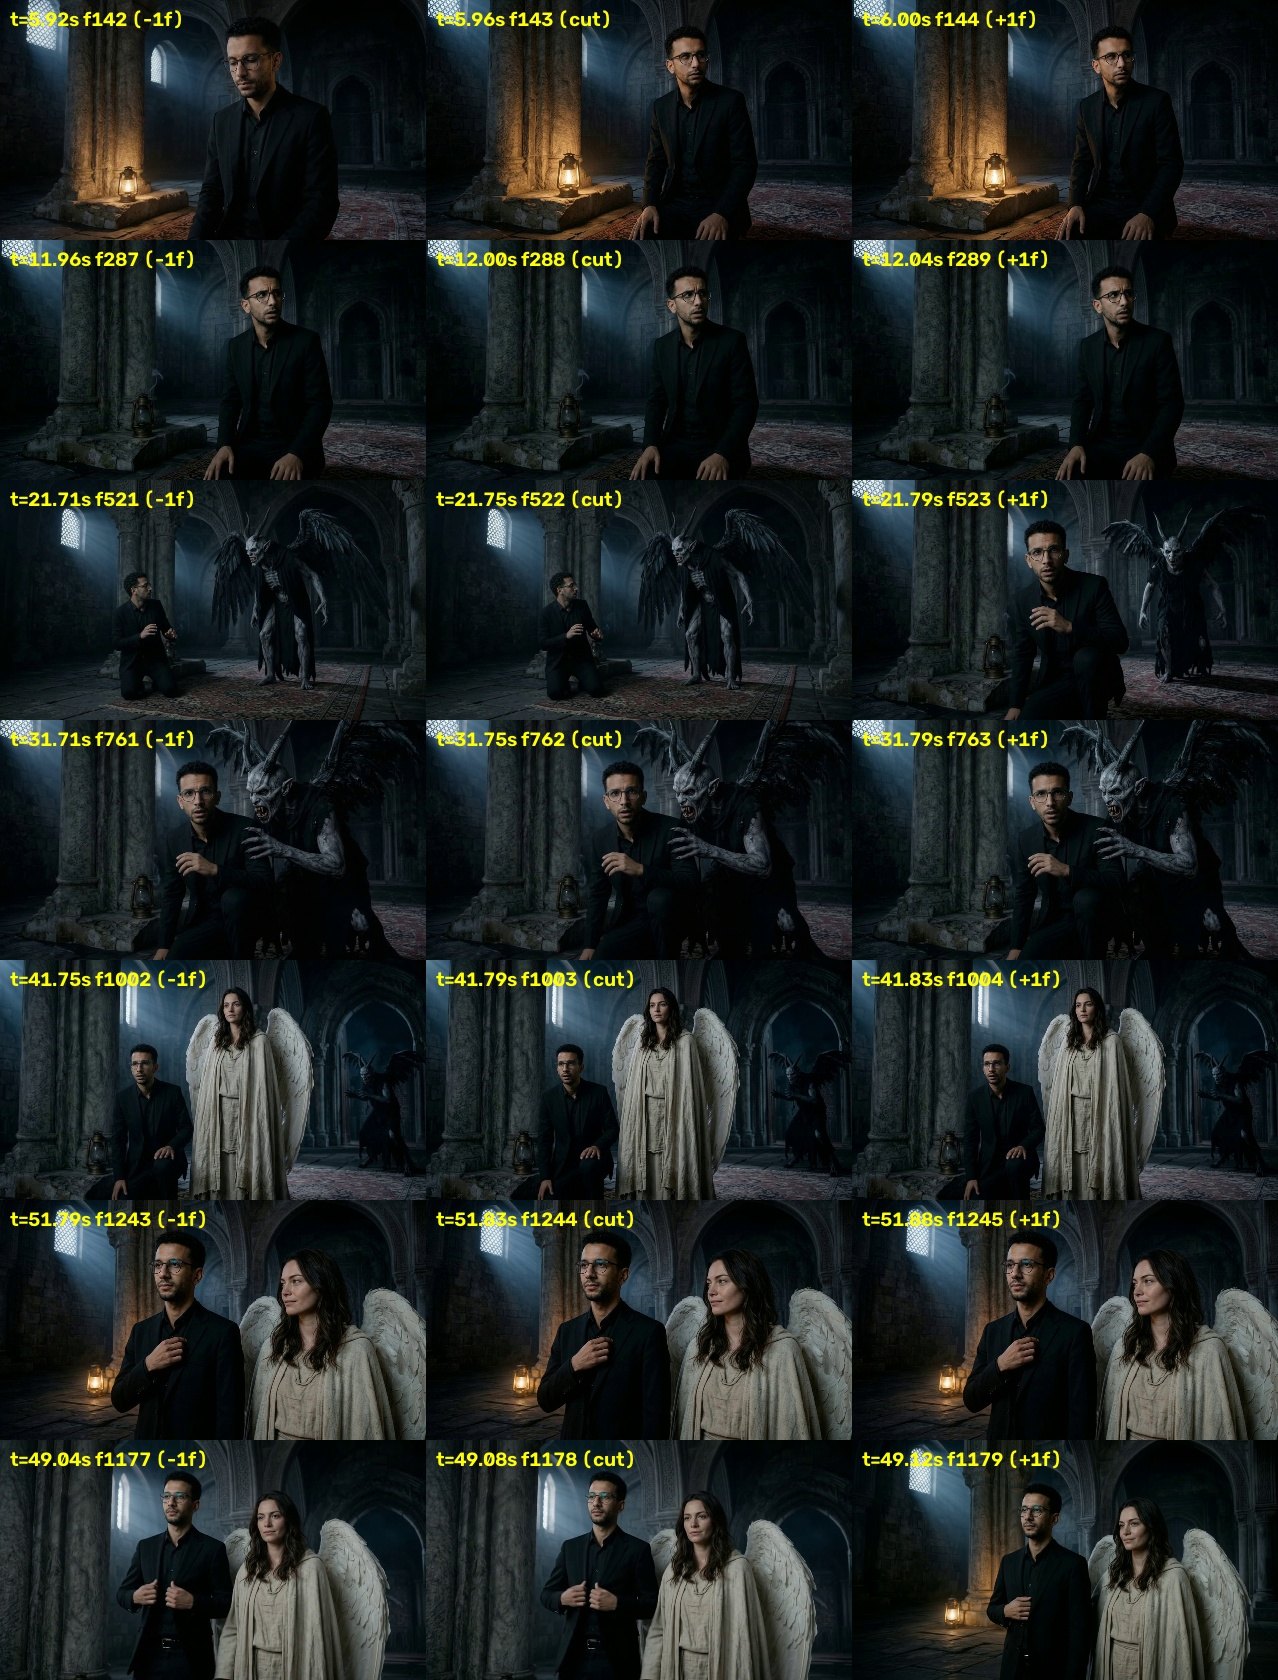 t=5.92s f142 (-1f)
t=5.96s f143 (cut)
t=6.00s f144 (+1f)
t=11.96s f287 (-1f)
t=12.00s f288 (cut)
t=12.04s f289 (+1f)
t=21.71s f521 (-1f)
t=21.75s f522 (cut)
t=21.79s f523 (+1f)
t=31.71s f761 (-1f)
t=31.75s f762 (cut)
t=31.79s f763 (+1f)
t=41.75s f1002 (-1f)
t=41.79s f1003 (cut)
t=41.83s f1004 (+1f)
t=51.79s f1243 (-1f)
t=51.83s f1244 (cut)
t=51.88s f1245 (+1f)
t=49.04s f1177 (-1f)
t=49.08s f1178 (cut)
t=49.12s f1179 (+1f)